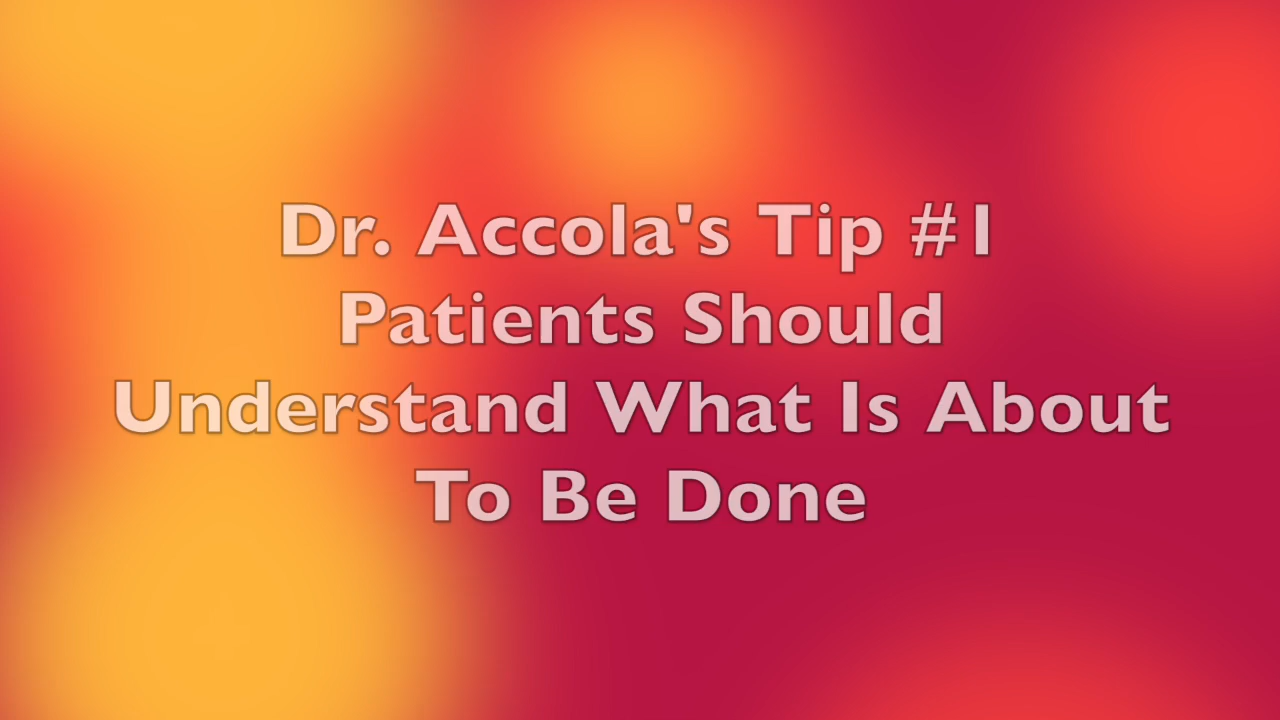 Dr. Accola's Tip #1
Patients Should
Understand What Is About
To Be Done